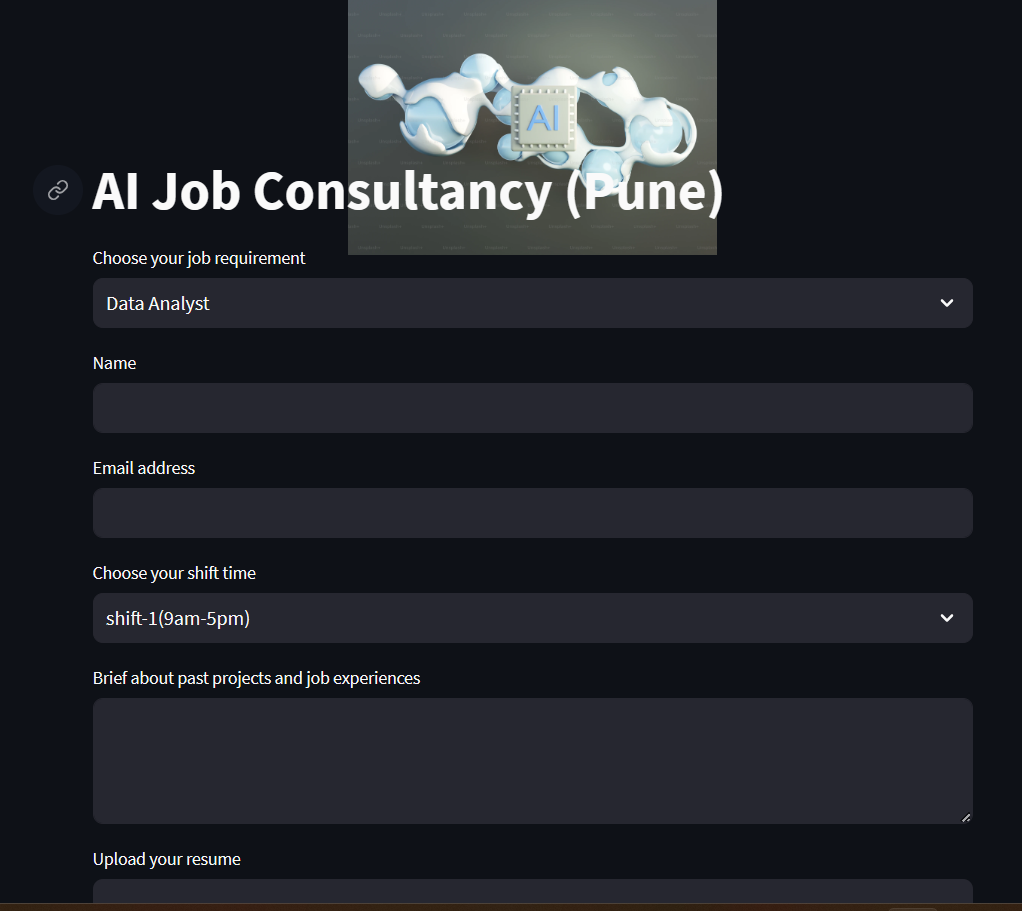 AI
AI Job Consultancy (Pune)
Choose your job requirement
Data Analyst
Name
Email address
Choose your shift time
shift-1(9am-5pm)
Brief about past projects and job experiences
Upload your resume